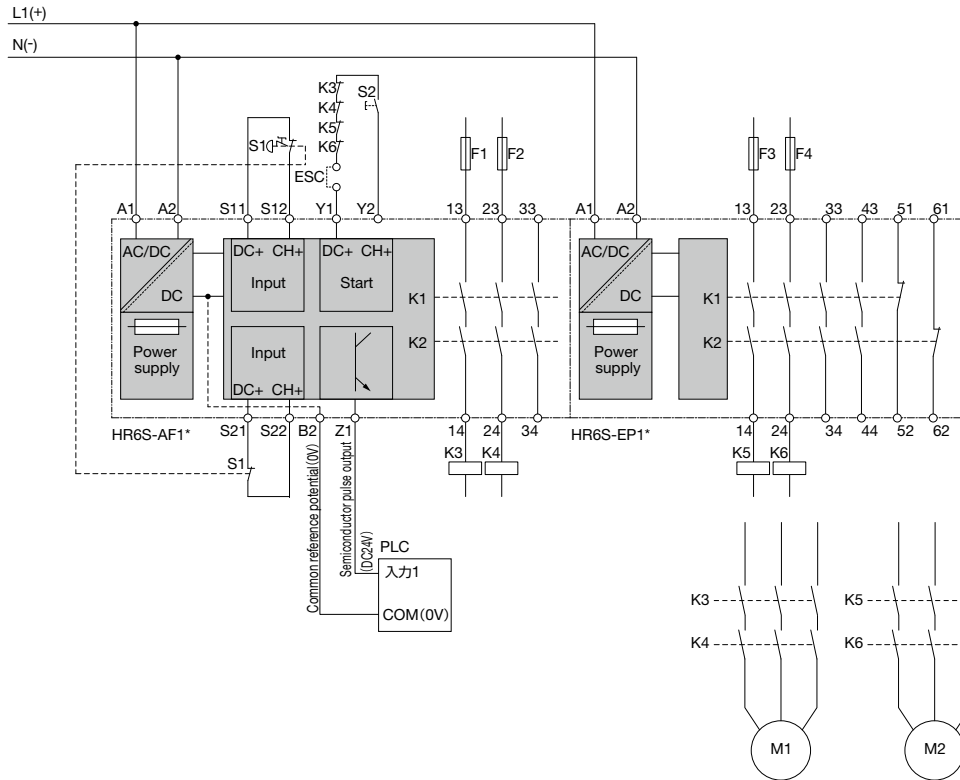 L1(+)
N(-)
K3
K4
K5
K6
S2
S1
ESC
F1
F2
F3
F4
A1
A2
S11
S12
Y1
Y2
13
23
33
A1
A2
13
23
33
43
51
61
AC/DC
DC
Power
supply
DC+ CH+
Input
DC+ CH+
Start
Input
DC+ CH+
K1
K2
AC/DC
DC
Power
supply
K1
K2
HR6S-AF1*
S21
S22
B2
Z1
14
24
34
HR6S-EP1*
14
24
34
44
52
62
S1
K3
K4
K5
K6
Common reference potential(0V)
Semiconductor pulse output
(DC24V)
PLC
入力1
COM(0V)
K3
K4
K5
K6
M1
M2